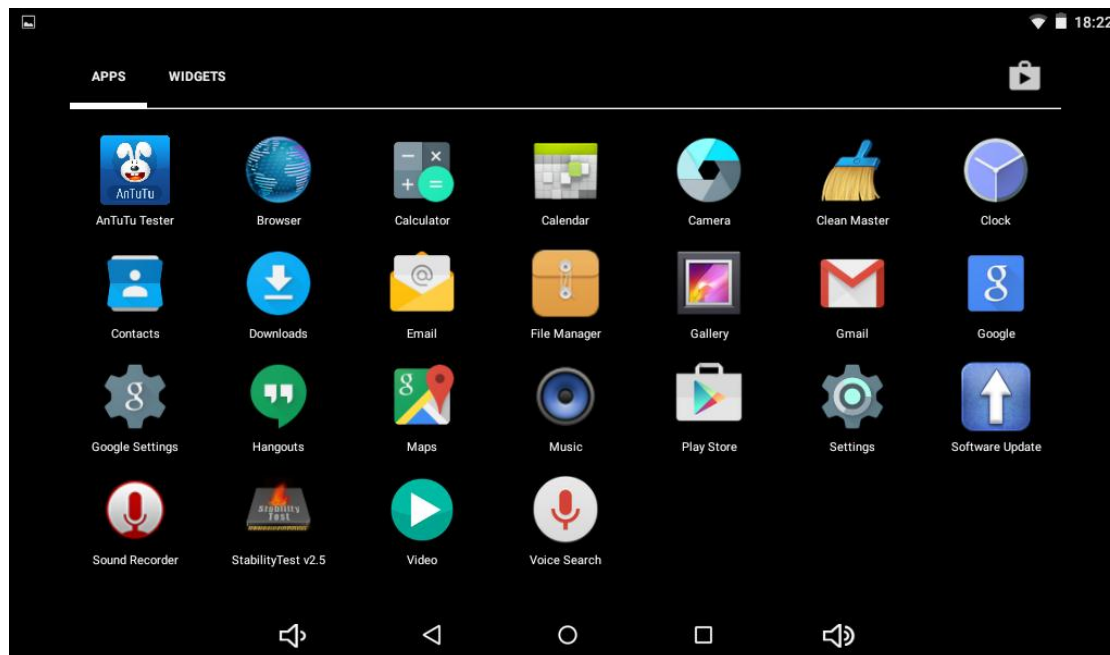 18:22
APPS WIDGETS
AnTuTu
AnTuTu Tester Browser Calculator Calendar Camera Clean Master Clock
Contacts Downloads Email File Manager Gallery Gmail Google
Google Settings Hangouts Maps Music Play Store Settings Software Update
Stability
Test
Sound Recorder StabilityTest v2.5 Video Voice Search